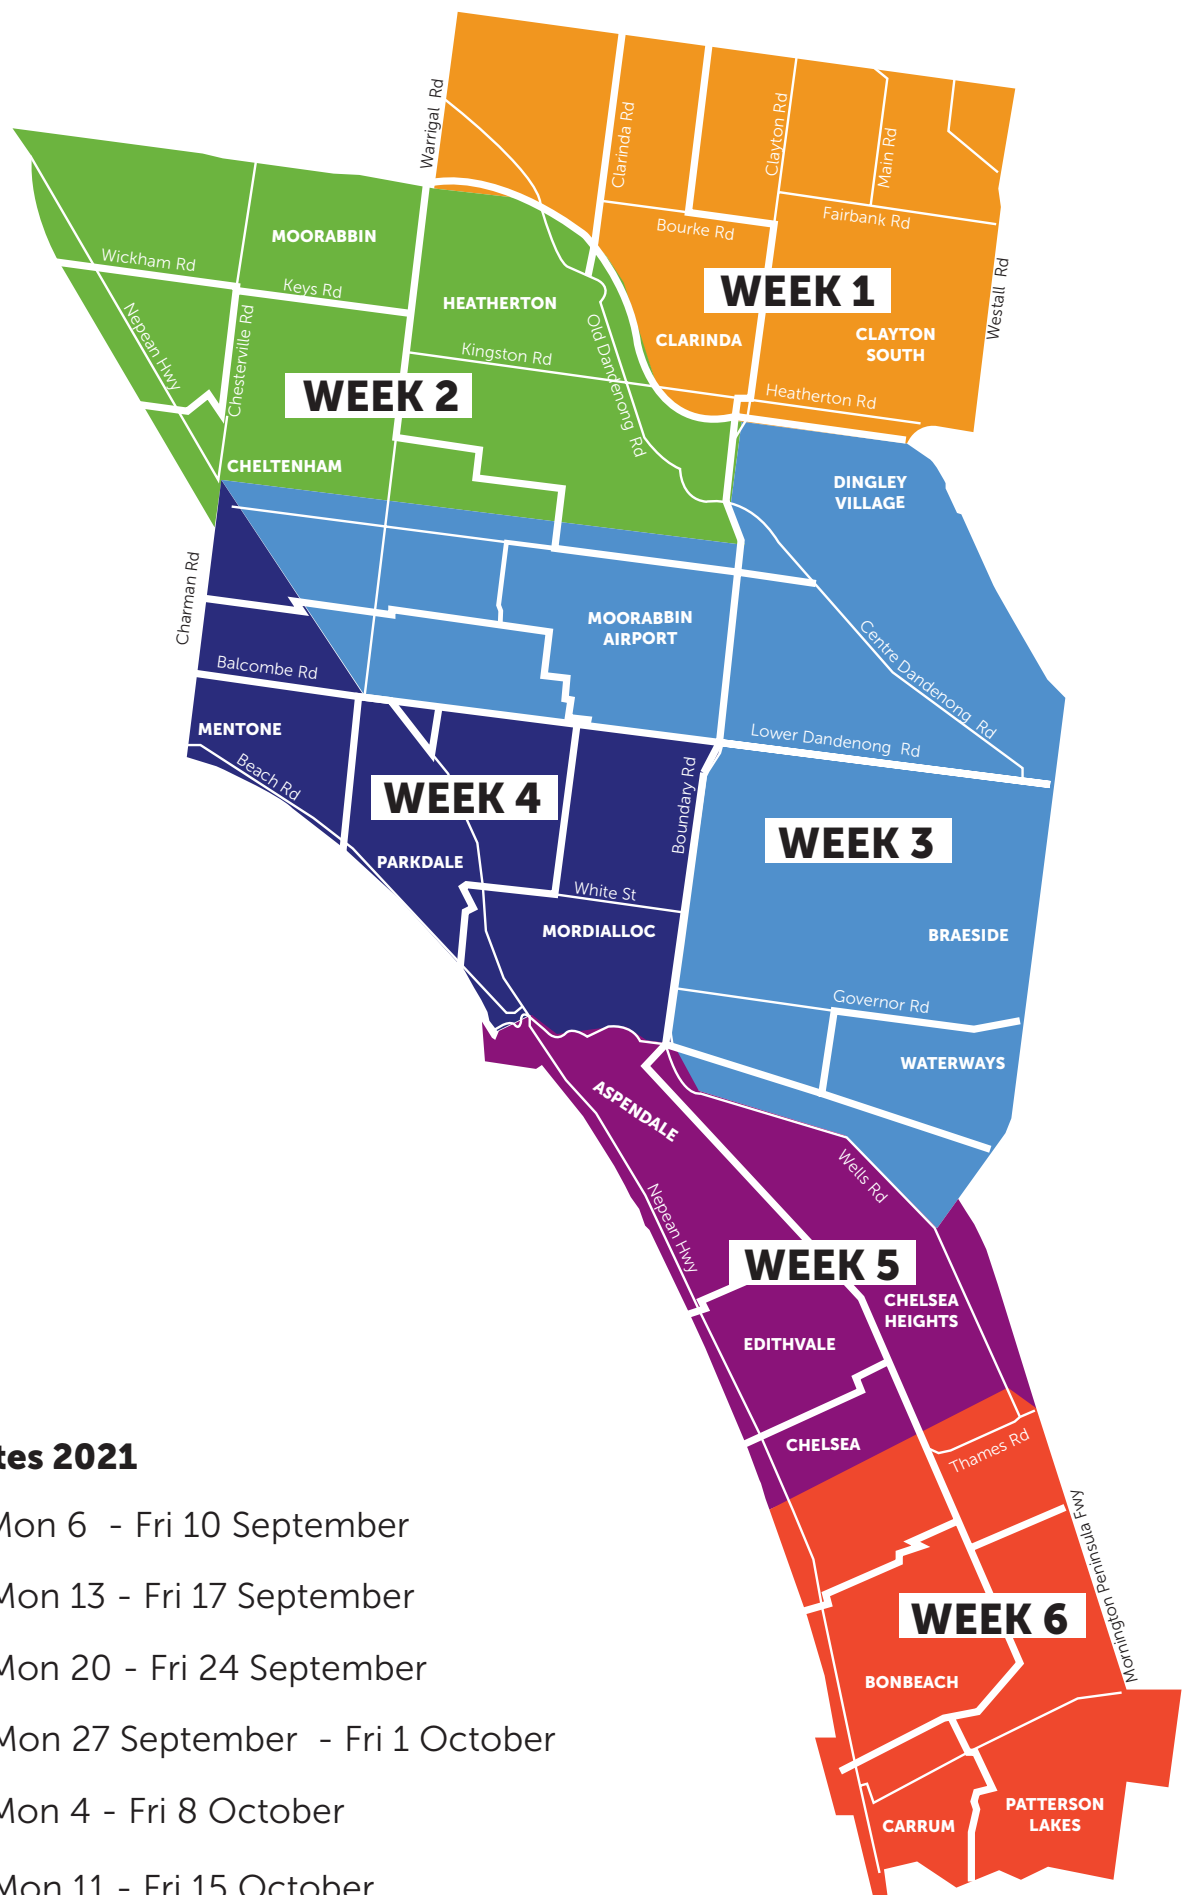 Warrigal Rd
Clarinda Rd
Clayton Rd
Main Rd
Bourke Rd
Fairbank Rd
Westall Rd
WEEK 1
CLARINDA
CLAYTON
SOUTH
Heatherton Rd
MOORABBIN
Wickham Rd
Keys Rd
HEATHERTON
Nepean Hwy
Chesterville Rd
Kingston Rd
Old Dandenong Rd
WEEK 2
CHELTENHAM
DINGLEY
VILLAGE
Charman Rd
MOORABBIN
AIRPORT
Centre Dandenong Rd
Balcombe Rd
Lower Dandenong Rd
MENTONE
Beach Rd
Boundary Rd
WEEK 4
WEEK 3
PARKDALE
White St
MORDIALLOC
BRAESIDE
Governor Rd
WATERWAYS
ASPENDALE
Wells Rd
Nepean Hwy
WEEK 5
CHELSEA
HEIGHTS
EDITHVALE
CHELSEA
Thames Rd
Mornington Peninsula Fwy
WEEK 6
BONBEACH
CARRUM
PATTERSON
LAKES
tes 2021
Mon 6 - Fri 10 September
Mon 13 - Fri 17 September
Mon 20 - Fri 24 September
Mon 27 September - Fri 1 October
Mon 4 - Fri 8 October
Mon 11 - Fri 15 October